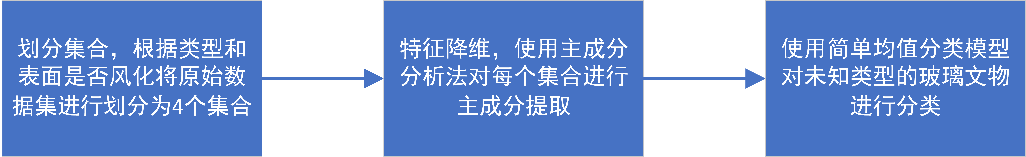 划分集合，根据类型和
表面是否风化将原始数
据集进行划分为4个集合
特征降维，使用主成分
分析法对每个集合进行
主成分提取
使用简单均值分类模型
对未知类型的玻璃文物
进行分类